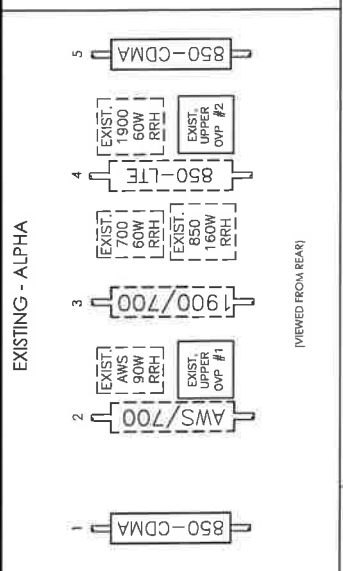 EXISTING - ALPHA
1
850-CDMA
2
AWS/700
EXIST.
AWS
90W
RRH
EXIST.
UPPER
OVP #1
3
1900/700
EXIST.
700
60W
RRH
EXIST.
850
160W
RRH
4
850-LTE
EXIST.
1900
60W
RRH
EXIST.
UPPER
OVP #2
5
850-CDMA
(VIEWED FROM REAR)